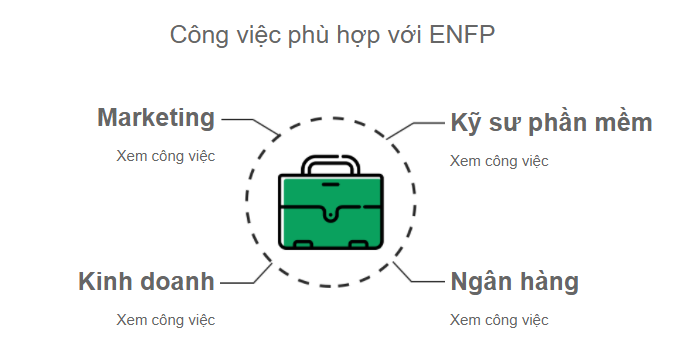 Công việc phù hợp với ENFP
Marketing
Xem công việc
Kỹ sư phần mềm
Xem công việc
Kinh doanh
Xem công việc
Ngân hàng
Xem công việc